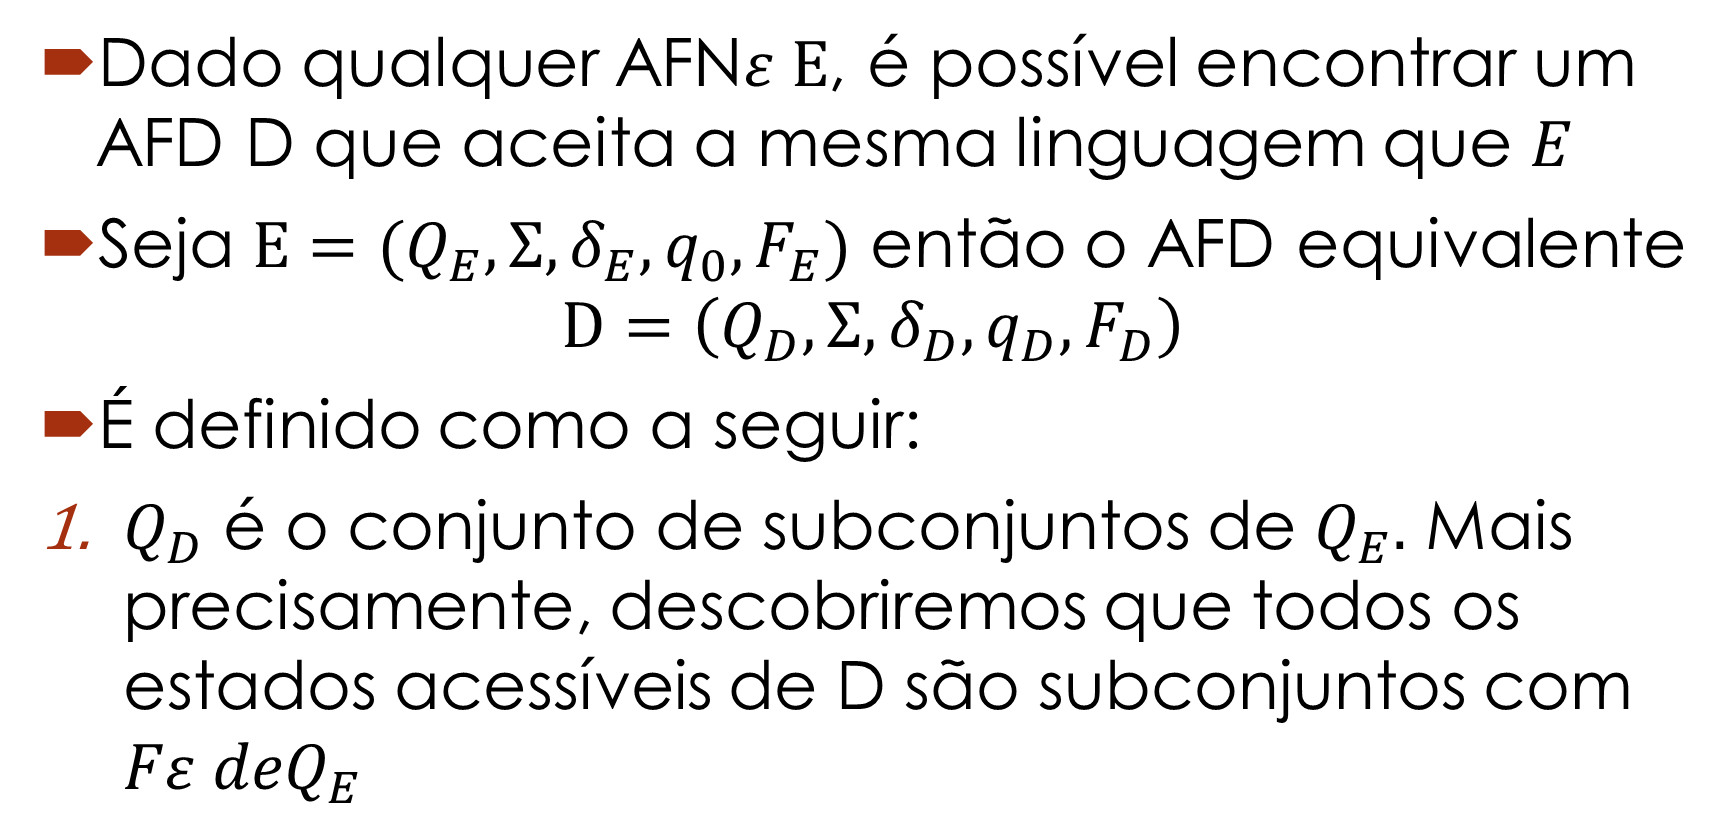 Dado qualquer AFNε E, é possível encontrar um
AFD D que aceita a mesma linguagem que E
Seja E = (Q_E, Σ, δ_E, q_0, F_E) então o AFD equivalente
D = (Q_D, Σ, δ_D, q_D, F_D)
É definido como a seguir:
1. Q_D é o conjunto de subconjuntos de Q_E. Mais
precisamente, descobriremos que todos os
estados acessíveis de D são subconjuntos com
Fε deQ_E